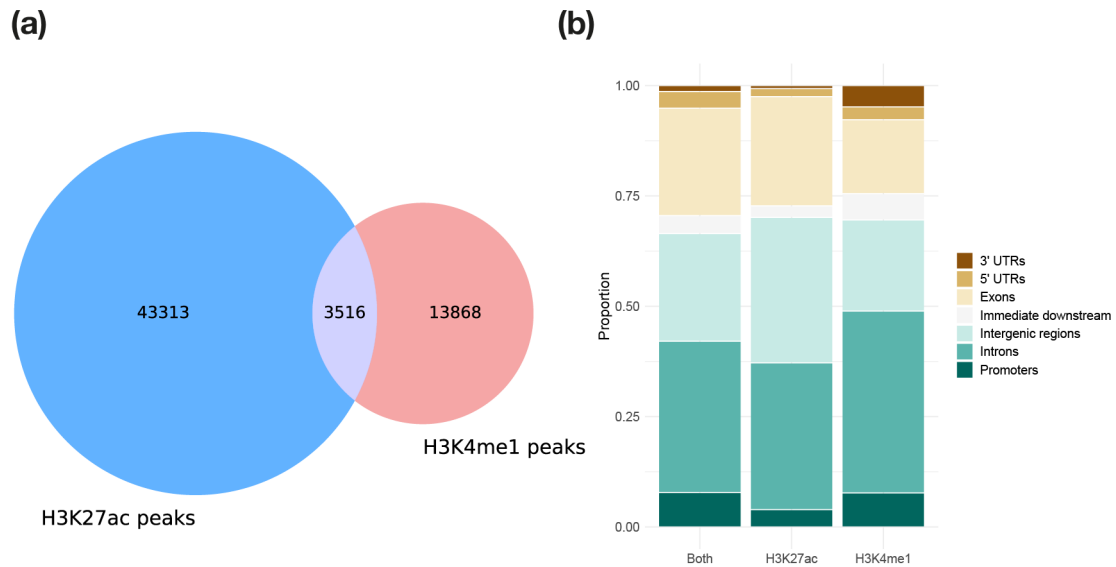 (a)
43313
3516
13868
H3K4me1 peaks
H3K27ac peaks
(b)
1.00
0.75
0.50
0.25
0.00
Proportion
Both
H3K27ac
H3K4me1
3' UTRs
5' UTRs
Exons
Immediate downstream
Intergenic regions
Introns
Promoters